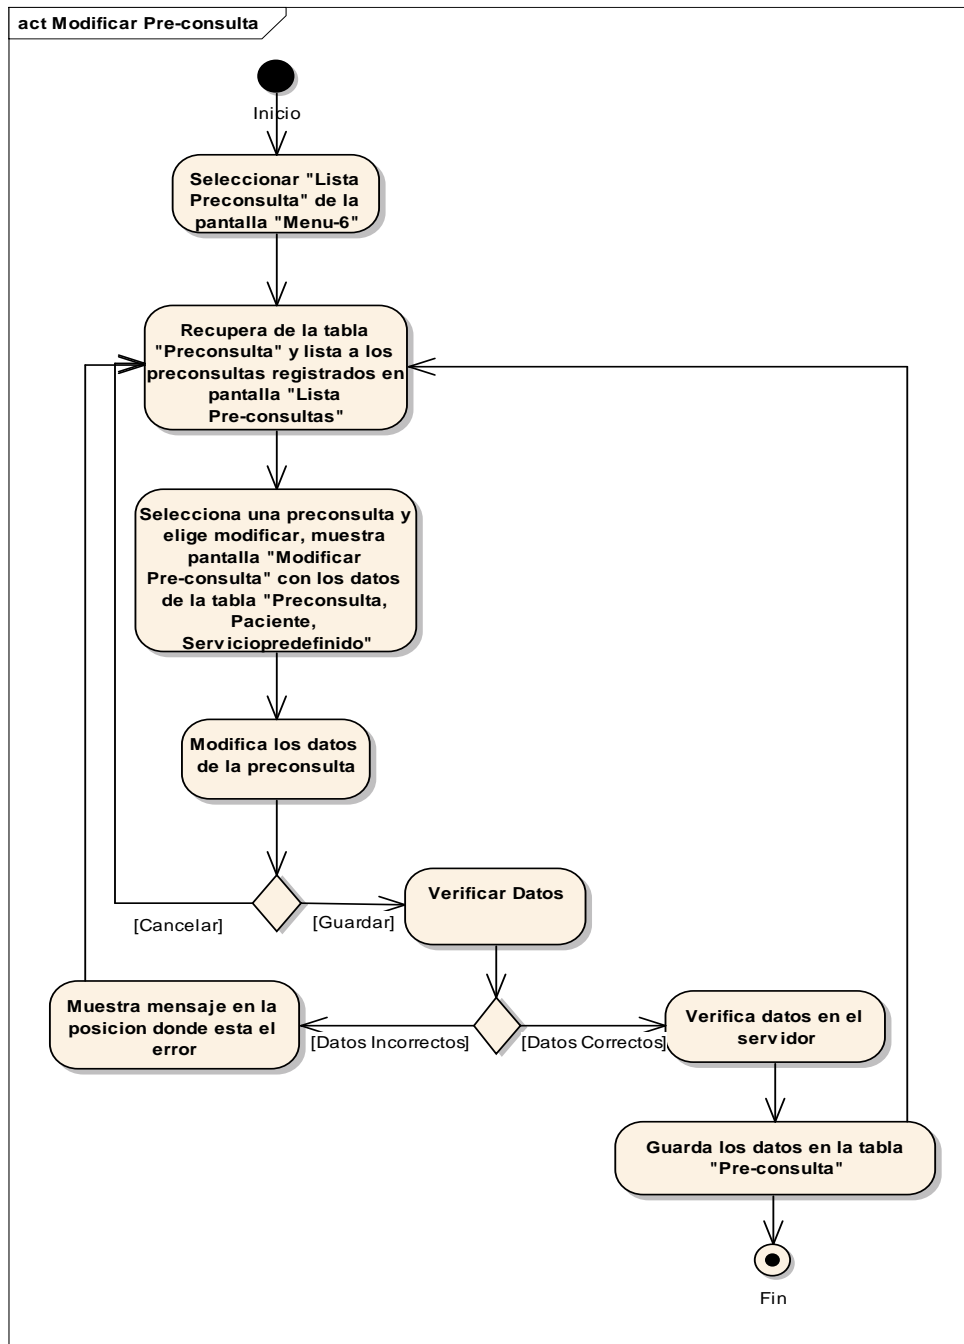 act Modificar Pre-consulta
Inicio
Seleccionar "Lista
Preconsulta" de la
pantalla "Menu-6"
Recupera de la tabla
"Preconsulta" y lista a los
preconsultas registrados en
pantalla "Lista
Pre-consultas"
Selecciona una preconsulta y
elige modificar, muestra
pantalla "Modificar
Pre-consulta" con los datos
de la tabla "Preconsulta,
Paciente,
Serviciopredefinido"
Modifica los datos
de la preconsulta
[Cancelar]
[Guardar]
Verificar Datos
Muestra mensaje en la
posicion donde esta el
error
[Datos Incorrectos]
[Datos Correctos]
Verifica datos en el
servidor
Guarda los datos en la tabla
"Pre-consulta"
Fin